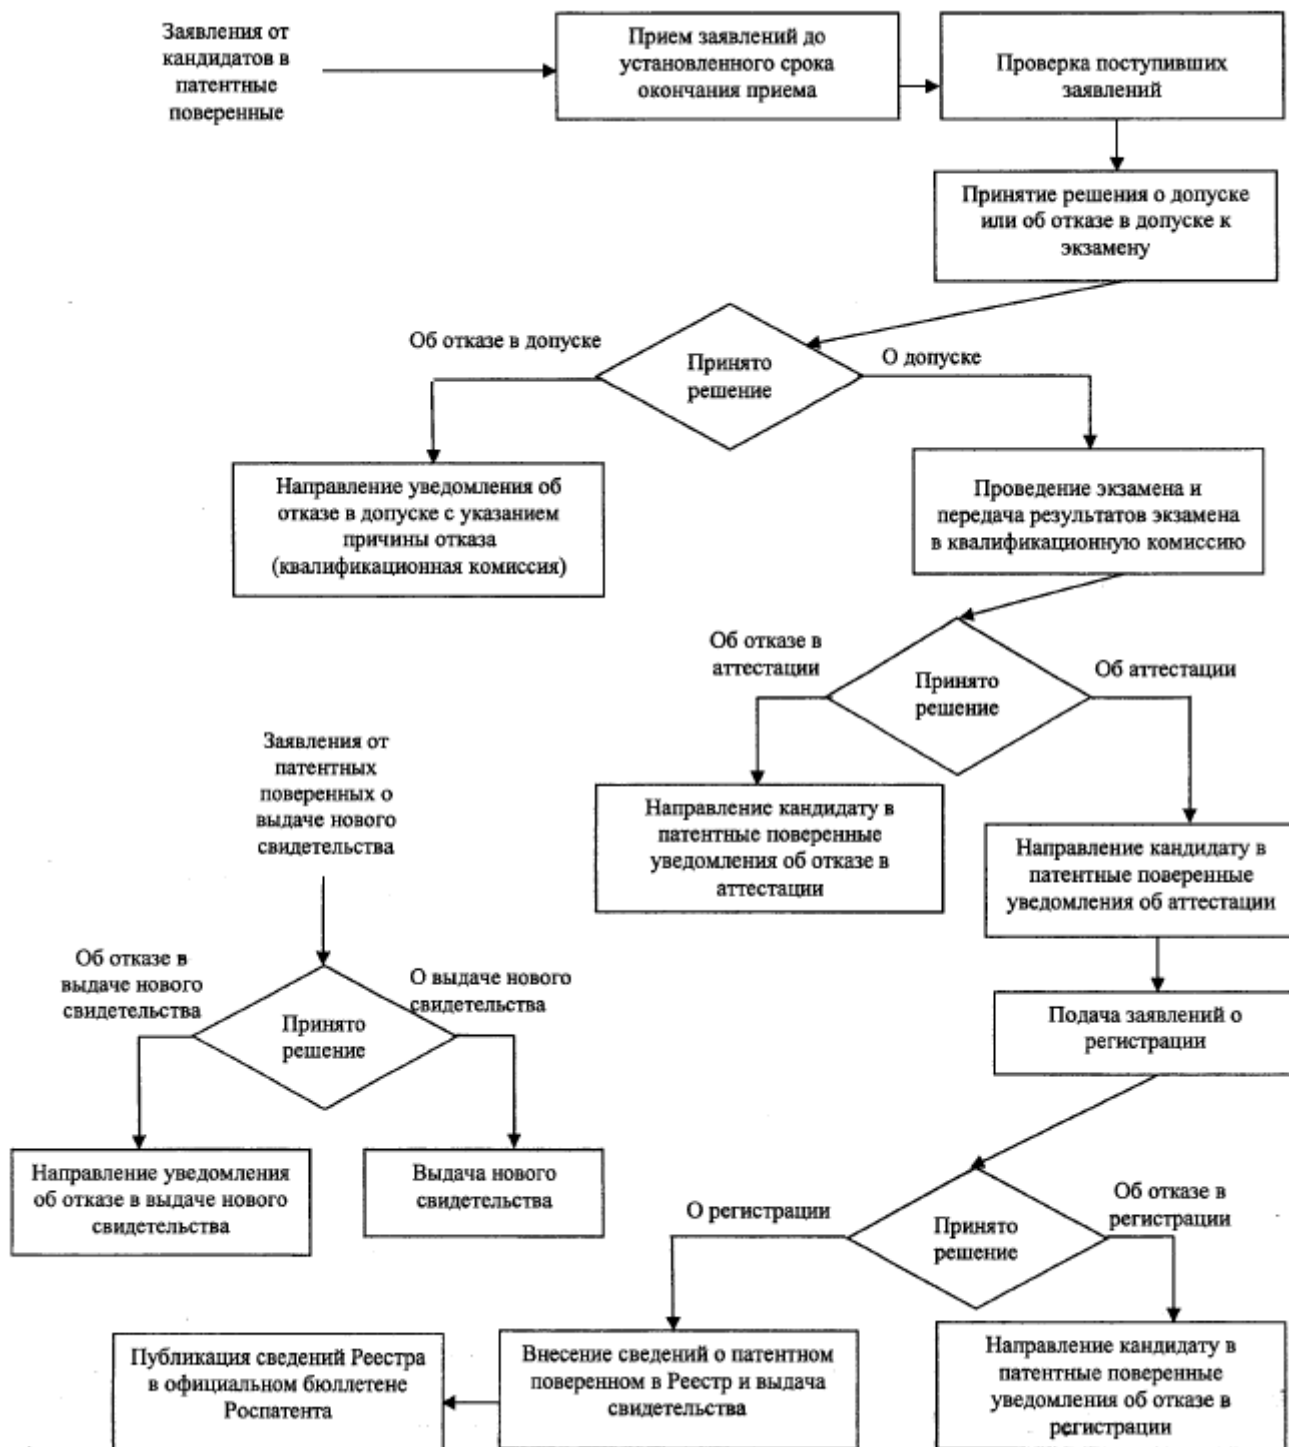 Заявления от
кандидатов в
патентные
поверенные
Прием заявлений до
установленного срока
окончания приема
Проверка поступивших
заявлений
Принятие решения о допуске
или об отказе в допуске к
экзамену
Об отказе в допуске
Принято
решение
О допуске
Направление уведомления об
отказе в допуске с указанием
причины отказа
(квалификационная комиссия)
Проведение экзамена и
передача результатов экзамена
в квалификационную комиссию
Об отказе в
аттестации
Принято
решение
Об аттестации
Направление кандидату в
патентные поверенные
уведомления об отказе в
аттестации
Направление кандидату в
патентные поверенные
уведомления об аттестации
Подача заявлений о
регистрации
Заявления от
патентных
поверенных о
выдаче нового
свидетельства
Об отказе в
выдаче нового
свидетельства
Принято
решение
О выдаче нового
свидетельства
Направление уведомления
об отказе в выдаче нового
свидетельства
Выдача нового
свидетельства
О регистрации
Принято
решение
Об отказе в
регистрации
Публикация сведений Реестра
в официальном бюллетене
Роспатента
Внесение сведений о патентном
поверенном в Реестр и выдача
свидетельства
Направление кандидату в
патентные поверенные
уведомления об отказе в
регистрации